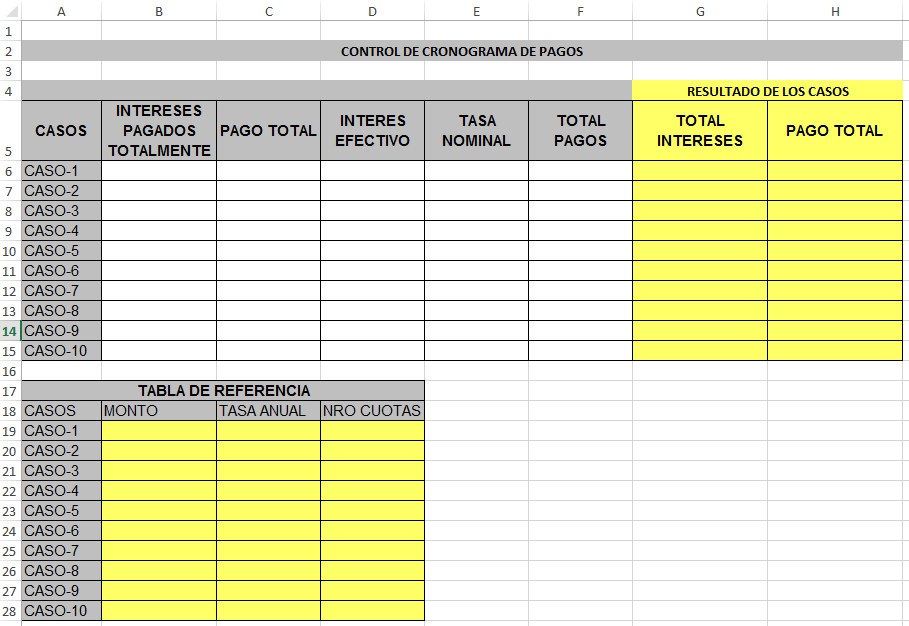 A B C D E F G H
1
2 CONTROL DE CRONOGRAMA DE PAGOS
3
4 RESULTADO DE LOS CASOS
5 CASOS INTERESES PAGADOS TOTALMENTE PAGO TOTAL INTERES EFECTIVO TASA NOMINAL TOTAL PAGOS TOTAL INTERESES PAGO TOTAL
6 CASO-1
7 CASO-2
8 CASO-3
9 CASO-4
10 CASO-5
11 CASO-6
12 CASO-7
13 CASO-8
14 CASO-9
15 CASO-10
16
17 TABLA DE REFERENCIA
18 CASOS MONTO TASA ANUAL NRO CUOTAS
19 CASO-1
20 CASO-2
21 CASO-3
22 CASO-4
23 CASO-5
24 CASO-6
25 CASO-7
26 CASO-8
27 CASO-9
28 CASO-10